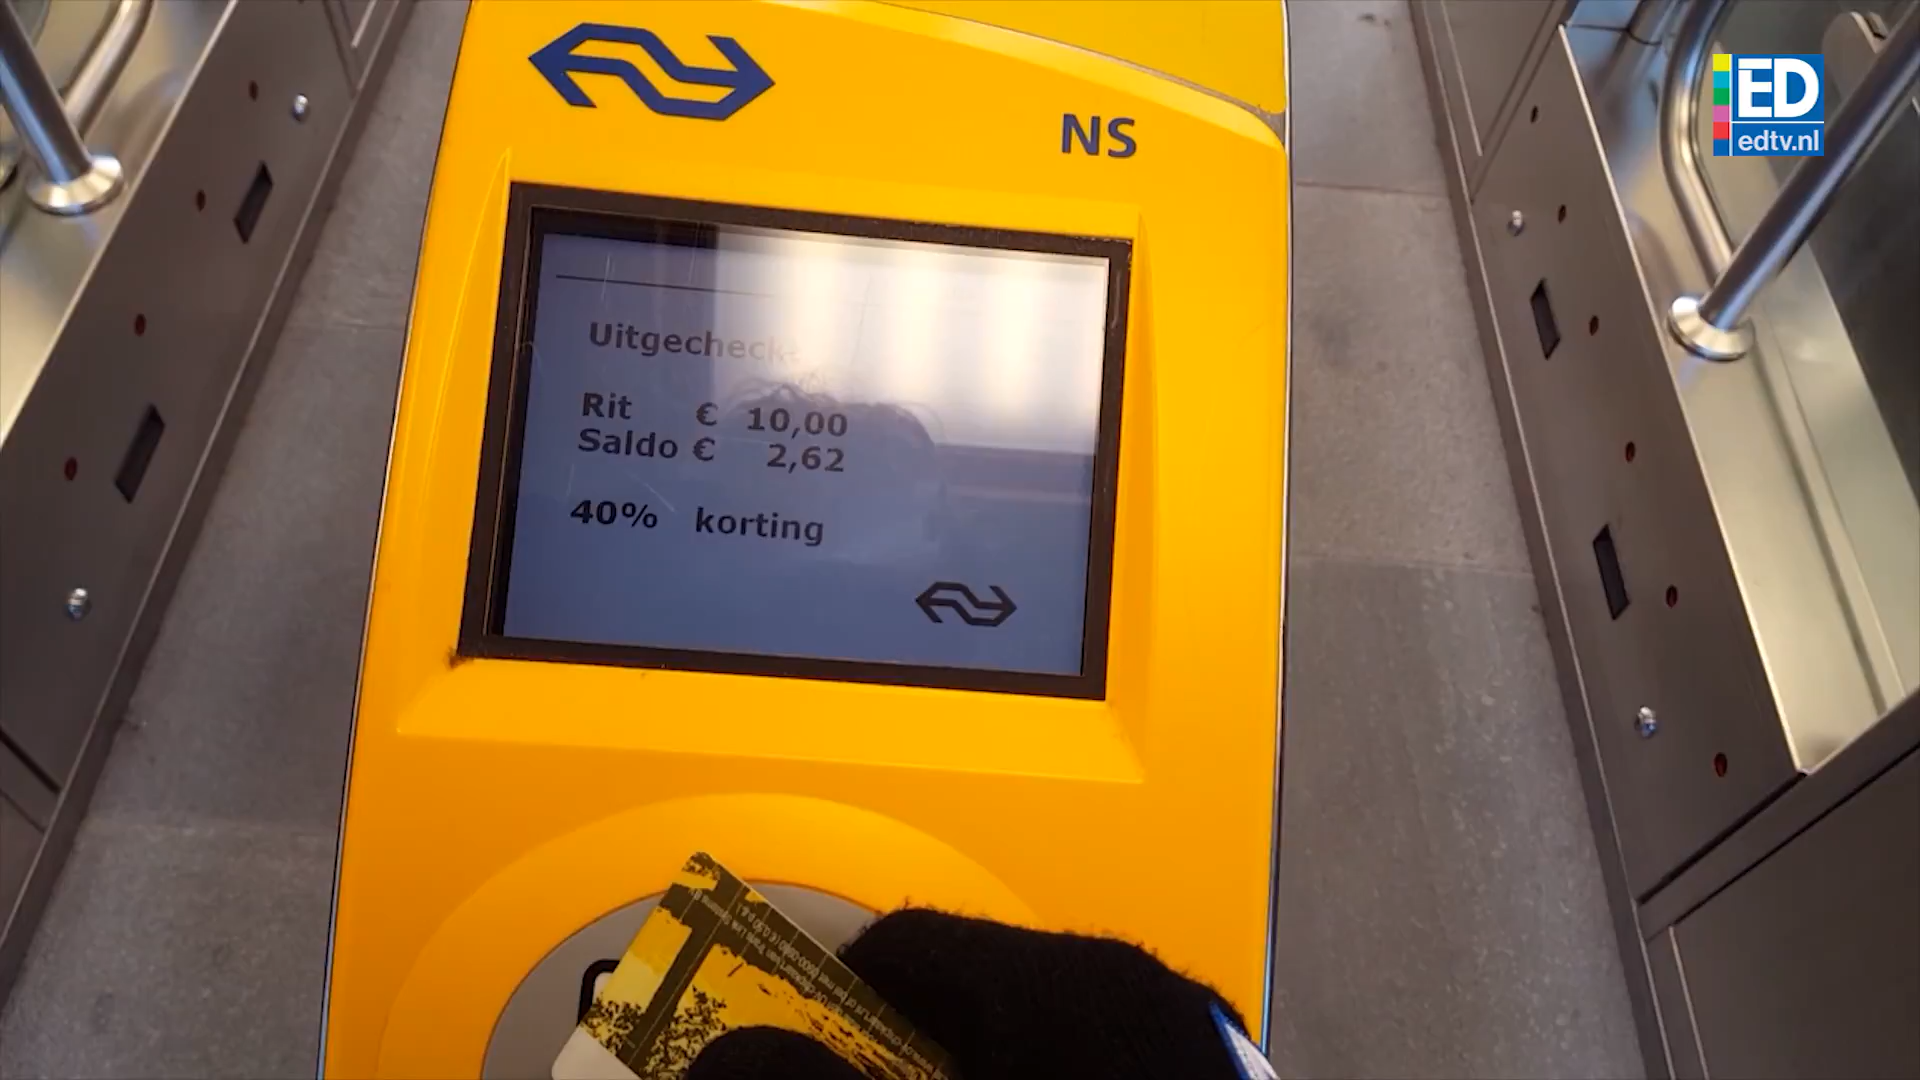 NS
ED
edtv.nl
Uitgecheckt
Rit € 10,00
Saldo € 2,62
40% korting